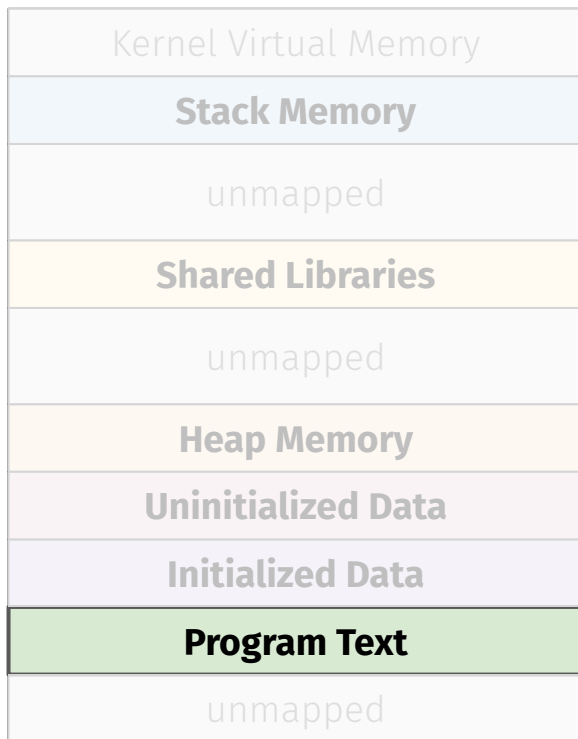 Kernel Virtual Memory
Stack Memory
unmapped
Shared Libraries
unmapped
Heap Memory
Uninitialized Data
Initialized Data
Program Text
unmapped